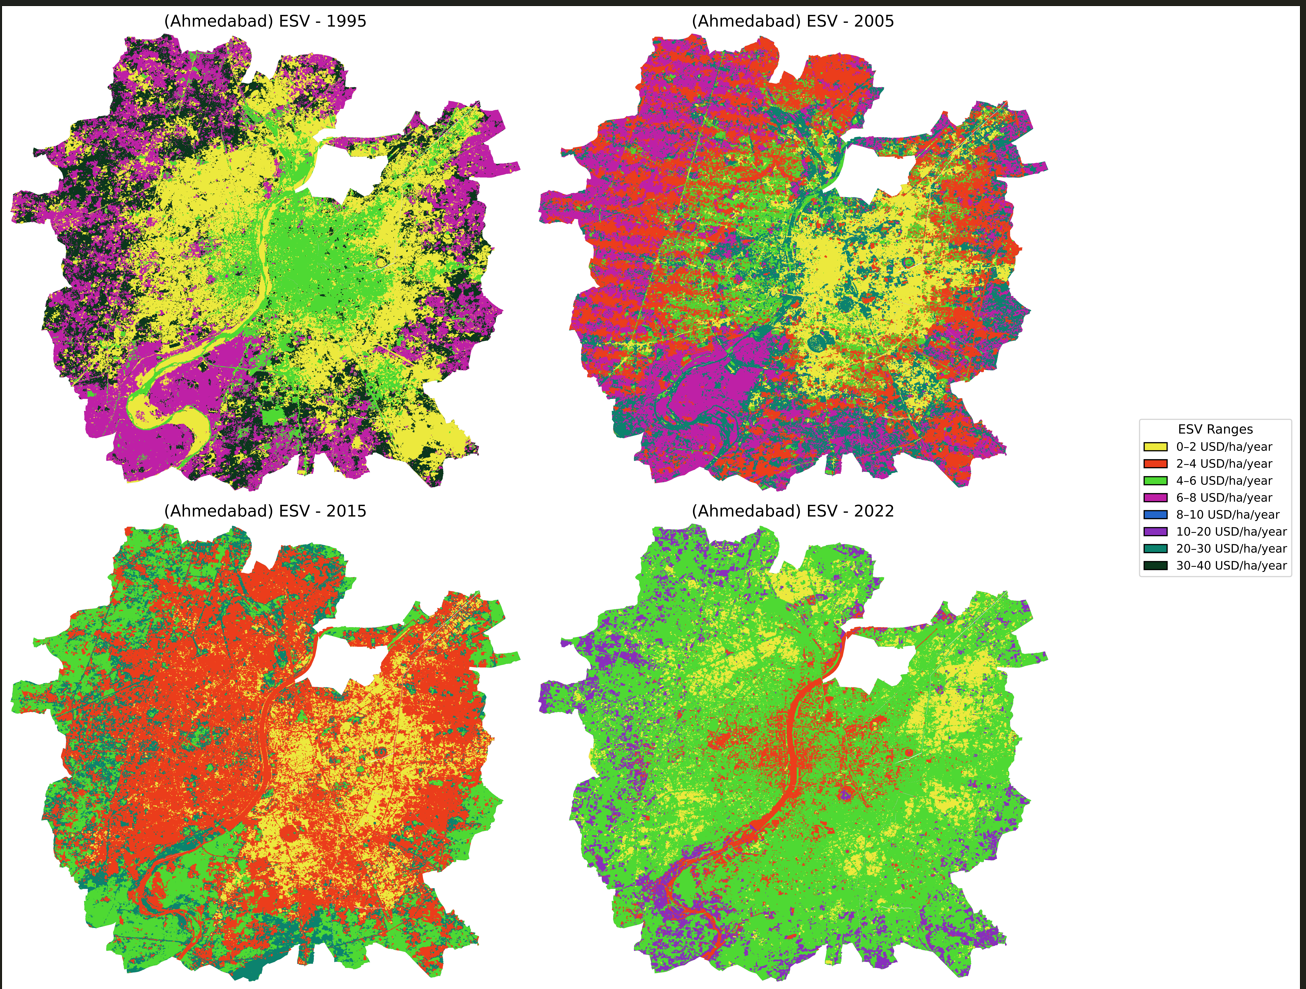 (Ahmedabad) ESV - 1995
(Ahmedabad) ESV - 2005
ESV Ranges
0–2 USD/ha/year
2–4 USD/ha/year
4–6 USD/ha/year
6–8 USD/ha/year
8–10 USD/ha/year
10–20 USD/ha/year
20–30 USD/ha/year
30–40 USD/ha/year
(Ahmedabad) ESV - 2015
(Ahmedabad) ESV - 2022